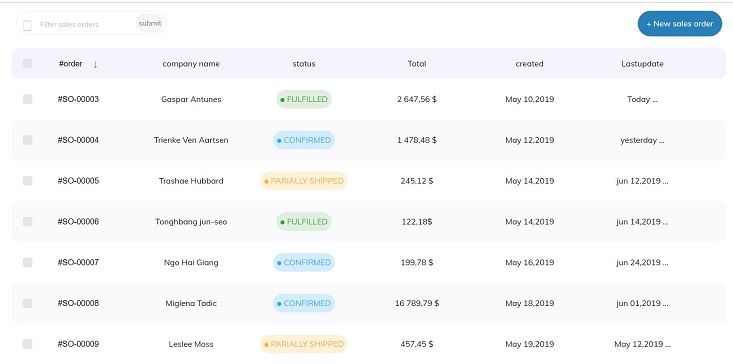 Filter sales orders submit + New sales order
#order ↓ company name status Total created Lastupdate
#SO-00003 Gaspar Antunes FULFILLED 2 647,56 $ May 10,2019 Today ...
#SO-00004 Trienke Ven Aartsen CONFIRMED 1 478,48 $ May 12,2019 yesterday ...
#SO-00005 Trashae Hubbard PARIALLY SHIPPED 245,12 $ May 14,2019 jun 12,2019 ...
#SO-00006 Tonghbang jun-seo FULFILLED 122,18$ May 14,2019 jun 14,2019 ...
#SO-00007 Ngo Hai Giang CONFIRMED 199,78 $ May 16,2019 jun 24,2019 ...
#SO-00008 Miglena Tadic CONFIRMED 16 789,79 $ May 18,2019 jun 01,2019 ...
#SO-00009 Leslee Moss PARIALLY SHIPPED 457,45 $ May 19,2019 May 12,2019 ...